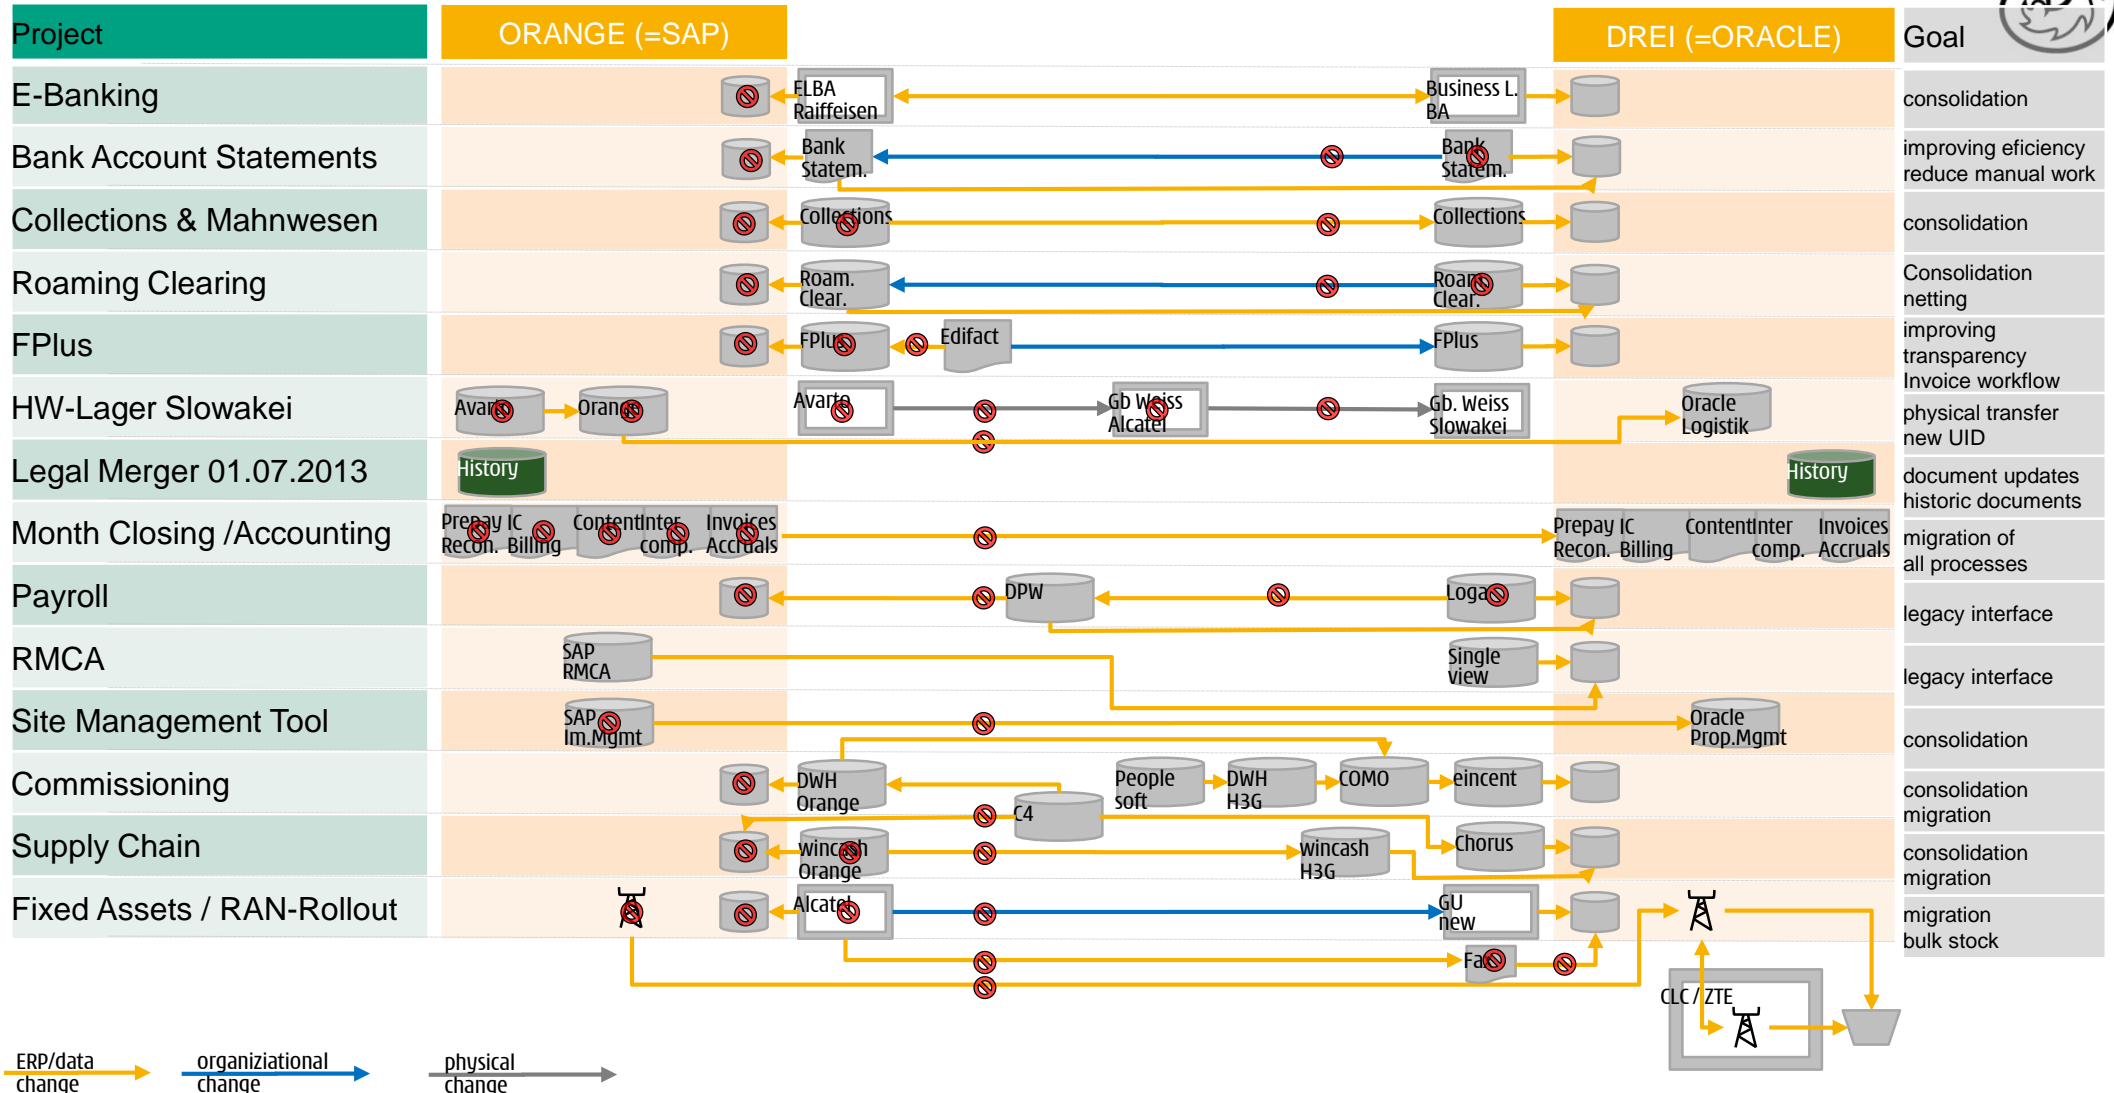 Project
ORANGE (=SAP)
DREI (=ORACLE)
Goal
E-Banking
ELBA
Raiffeisen
Business L.
BA
consolidation
Bank Account Statements
Bank
Statem.
Bank
Statem.
improving eficiency
reduce manual work
Collections & Mahnwesen
Collections
Collections
consolidation
Roaming Clearing
Roam.
Clear.
Roam.
Clear.
Consolidation
netting
FPlus
FPlus
Edifact
FPlus
improving
transparency
Invoice workflow
HW-Lager Slowakei
Avarto
Orange
Avarto
Gb Weiss
Alcatel
Gb. Weiss
Slowakei
Oracle
Logistik
physical transfer
new UID
Legal Merger 01.07.2013
History
History
document updates
historic documents
Month Closing /Accounting
Prepay
Recon.
IC
Billing
Content
Inter
comp.
Invoices
Accruals
Prepay
Recon.
IC
Billing
Content
Inter
comp.
Invoices
Accruals
migration of
all processes
Payroll
DPW
Loga
legacy interface
RMCA
SAP
RMCA
Single
view
legacy interface
Site Management Tool
SAP
Im.Mgmt
Oracle
Prop.Mgmt
consolidation
Commissioning
DWH
Orange
C4
People
soft
DWH
H3G
COMO
eincent
consolidation
migration
Supply Chain
wincash
Orange
wincash
H3G
Chorus
consolidation
migration
Fixed Assets / RAN-Rollout
Alcatel
GU
new
migration
bulk stock
CLC / ZTE
ERP/data
change
organiziational
change
physical
change